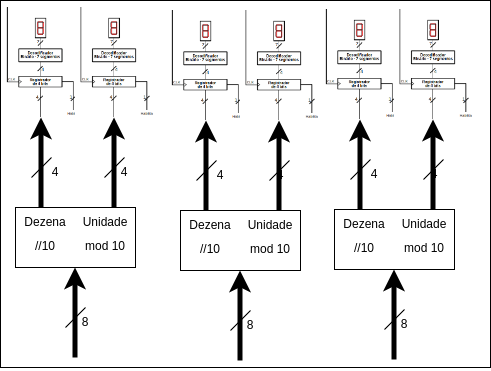 Decodificador Decodificador Decodificador Decodificador Decodificador Decodificador
Binário - 7 segmentos Binário - 7 segmentos Binário - 7 segmentos Binário - 7 segmentos Binário - 7 segmentos Binário - 7 segmentos
Registrador Registrador Registrador Registrador Registrador Registrador
de 4 bits de 4 bits de 4 bits de 4 bits de 4 bits de 4 bits
4 4 4 4 4 4
Dezena Unidade Dezena Unidade Dezena Unidade
//10 mod 10 //10 mod 10 //10 mod 10
8 8 8